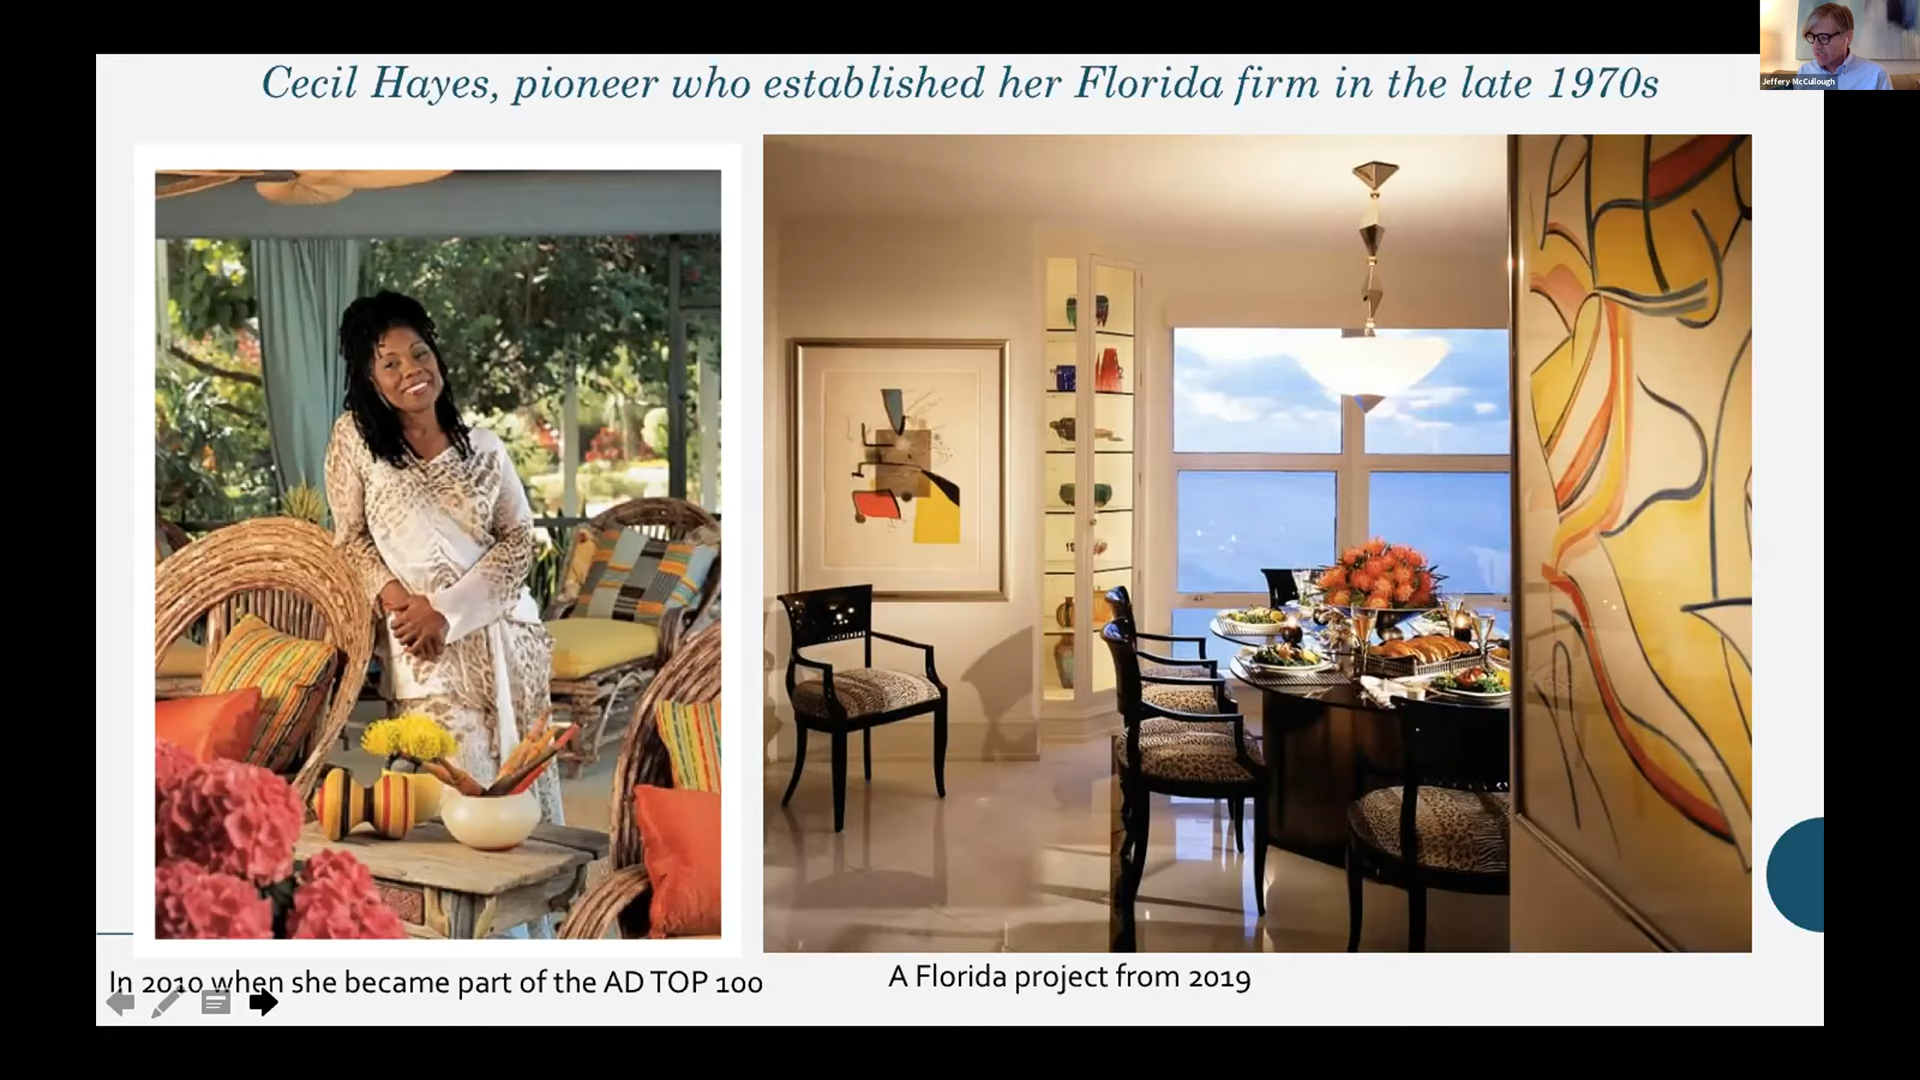 Cecil Hayes, pioneer who established her Florida firm in the late 1970s
Jeffery McCullough
In 2010 when she became part of the AD TOP 100
A Florida project from 2019